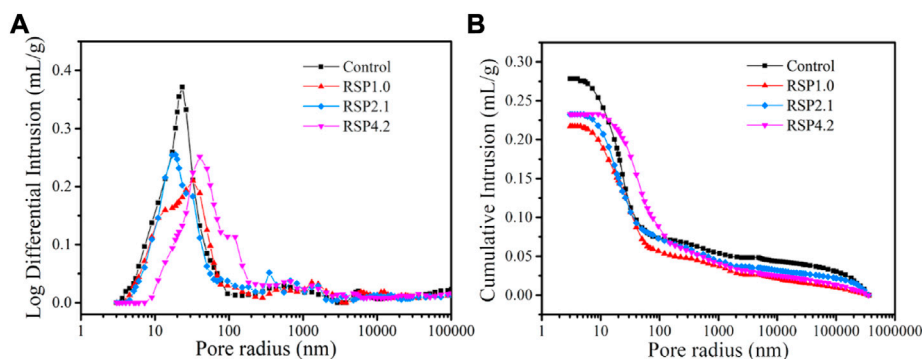 A
Log Differential Intrusion (mL/g)
0.4
0.3
0.2
0.1
0.0
Control
RSP1.0
RSP2.1
RSP4.2
1 10 100 1000 10000 100000
Pore radius (nm)
B
Cumulative Intrusion (mL/g)
0.30
0.25
0.20
0.15
0.10
0.05
0.00
Control
RSP1.0
RSP2.1
RSP4.2
1 10 100 1000 10000 100000
Pore radius (nm)